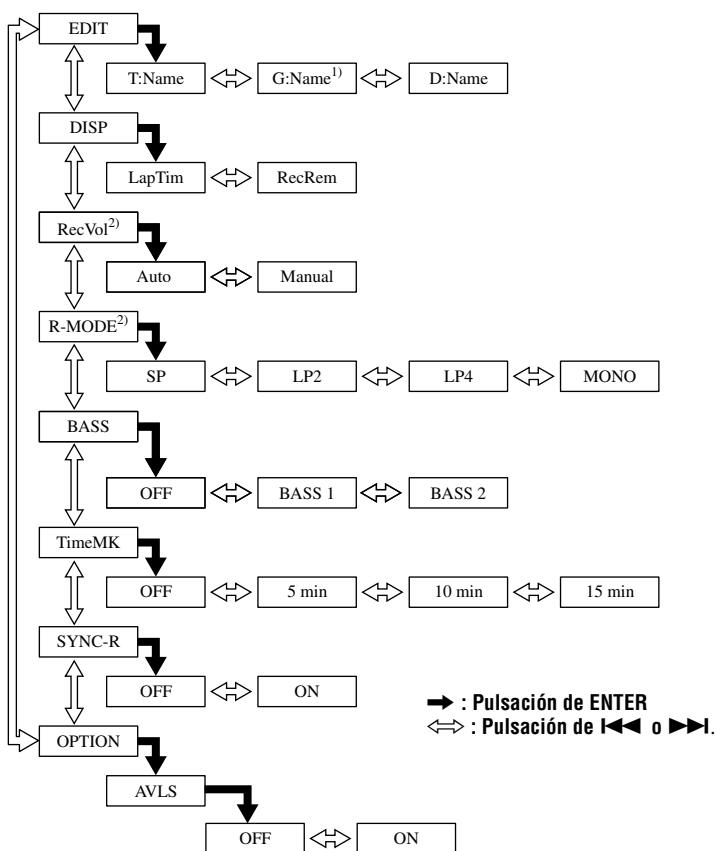 EDIT
T:Name G:Name1) D:Name
DISP
LapTim RecRem
RecVol2)
Auto Manual
R-MODE2)
SP LP2 LP4 MONO
BASS
OFF BASS 1 BASS 2
TimeMK
OFF 5 min 10 min 15 min
SYNC-R
OFF ON
: Pulsación de ENTER
: Pulsación de o .
OPTION
AVLS
OFF ON